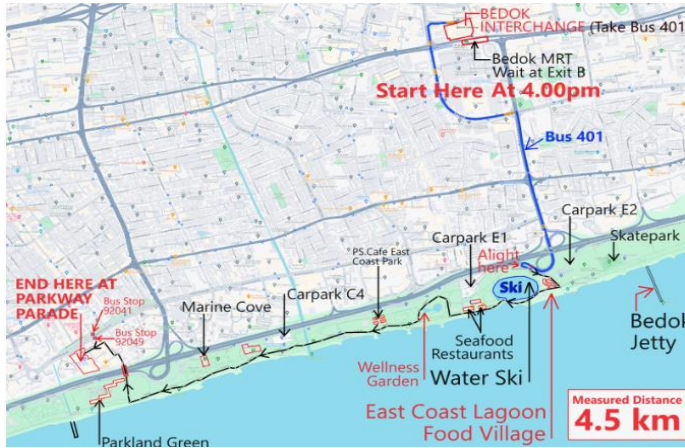 BEDOK
INTERCHANGE (Take Bus 401)
Bedok MRT
Wait at Exit B
Start Here At 4.00pm
Bus 401
Carpark E2
Skatepark
Carpark E1
Alight
here
PS.Cafe East
Coast Park
Ski
END HERE AT
PARKWAY
PARADE
Bus Stop
92041
Bus Stop
92049
Marine Cove
Carpark C4
Seafood
Restaurants
Bedok
Jetty
Wellness
Garden
Water Ski
East Coast Lagoon
Food Village
Measured Distance
4.5 km
Parkland Green